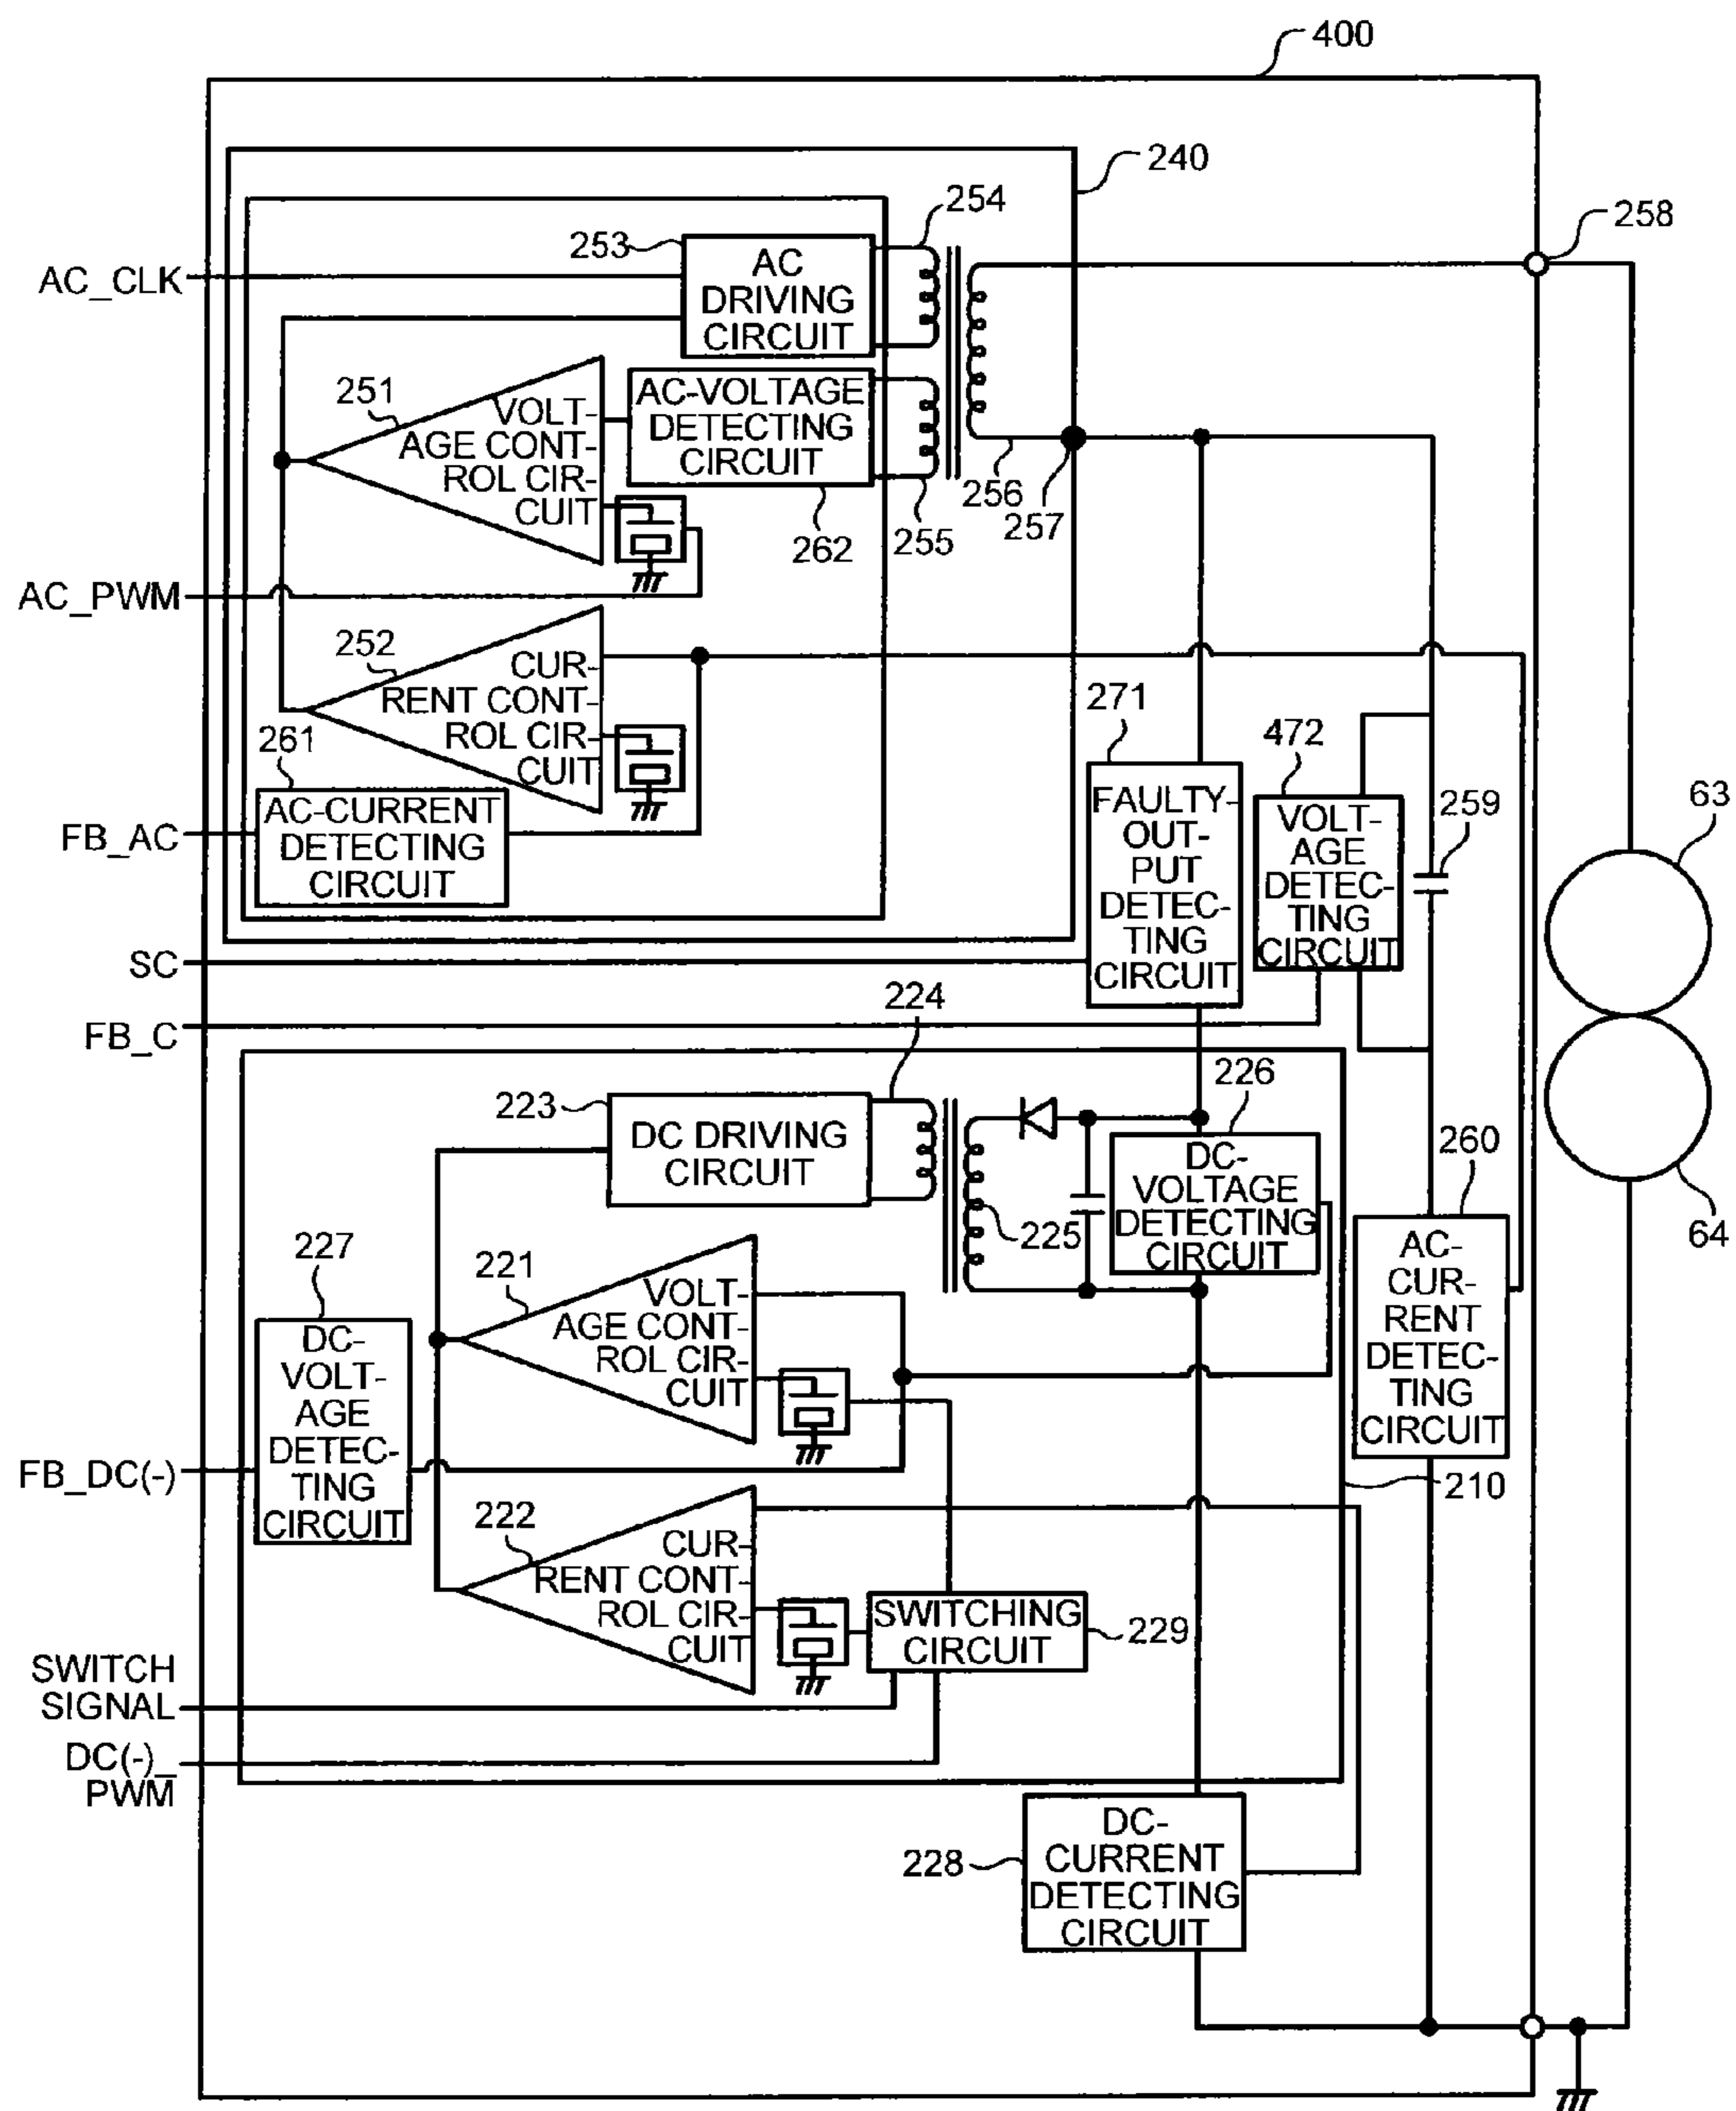 400
240
254
258
253
AC
DRIVING
CIRCUIT
AC_CLK
251
VOLT-
AGE CONT-
ROL CIR-
CUIT
AC-VOLTAGE
DETECTING
CIRCUIT
262
255
256
257
AC_PWM
252
CUR-
RENT CONT-
ROL CIR-
CUIT
261
AC-CURRENT
DETECTING
CIRCUIT
FB_AC
271
FAULTY-
OUT-
PUT
DETEC-
TING
CIRCUIT
472
VOLT-
AGE
DETEC-
TING
CIRCUIT
259
63
SC
FB_C
224
223
DC DRIVING
CIRCUIT
225
226
DC-
VOLTAGE
DETECTING
CIRCUIT
260
AC-
CUR-
RENT
DETEC-
TING
CIRCUIT
64
227
DC-
VOLT-
AGE
DETEC-
TING
CIRCUIT
221
VOLT-
AGE CONT-
ROL CIR-
CUIT
FB_DC(-)
210
222
CUR-
RENT CONT-
ROL CIR-
CUIT
SWITCHING
CIRCUIT
229
SWITCH
SIGNAL
DC(-)_
PWM
228
DC-
CURRENT
DETECTING
CIRCUIT